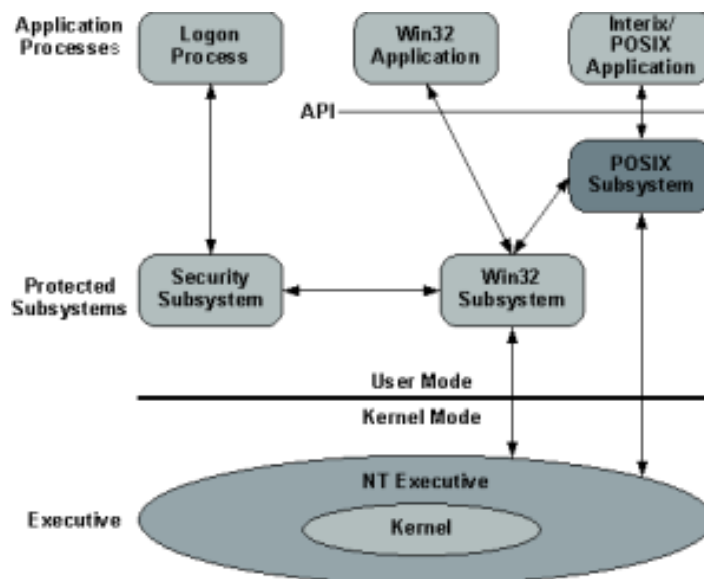 Application
Processes
Logon
Process
Win32
Application
Interix/
POSIX
Application
API
POSIX
Subsystem
Protected
Subsystems
Security
Subsystem
Win32
Subsystem
User Mode
Kernel Mode
NT Executive
Executive
Kernel